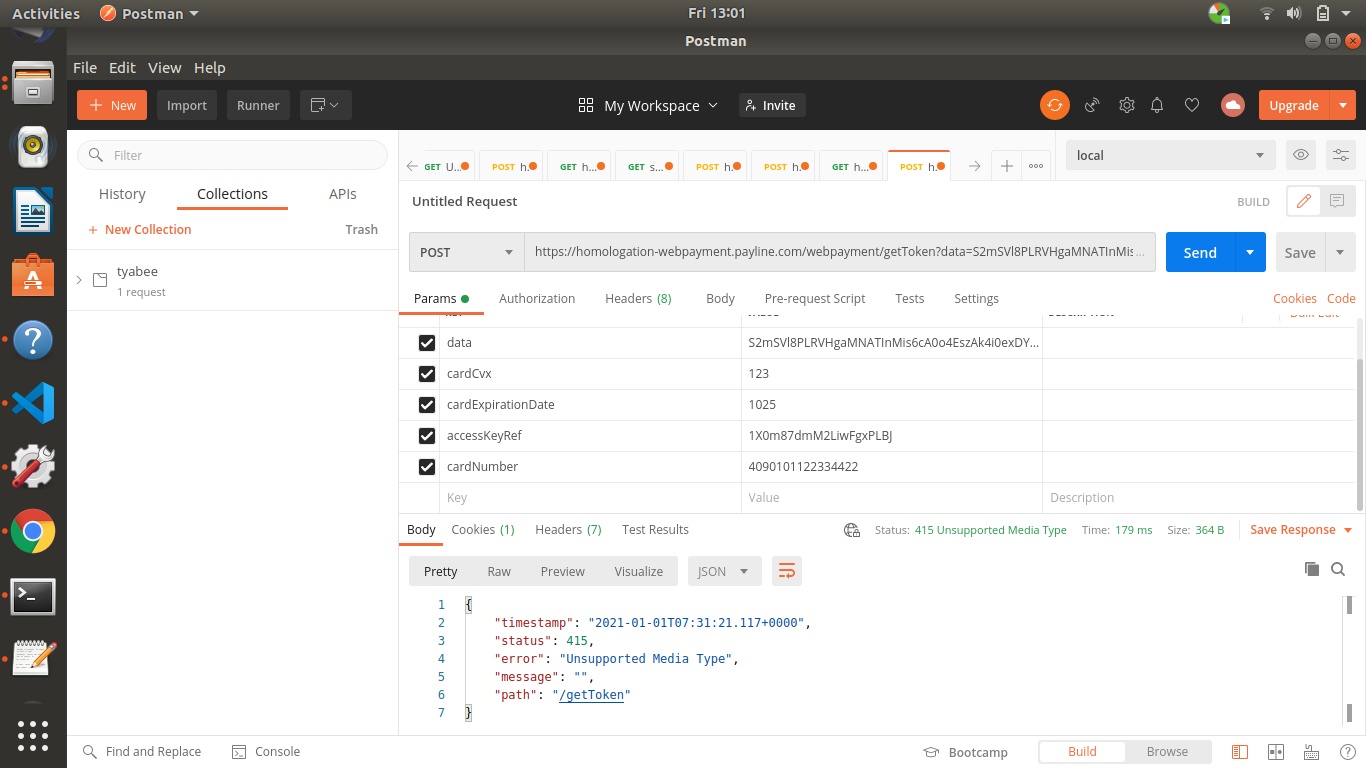 Activities Postman Fri 13:01
Postman
File Edit View Help
New Import Runner My Workspace Invite Upgrade
Filter
GET U... POST h. GET h... GET s... POST h. POST h. GET h... POST h. local
History Collections APIs
Untitled Request BUILD
+ New Collection Trash
POST https://homologation-webpayment.payline.com/webpayment/getToken?data=S2mSVl8PLRVHgaMNATInMis... Send Save
tyabee
1 request
Params Authorization Headers (8) Body Pre-request Script Tests Settings Cookies Code
data S2mSVl8PLRVHgaMNATInMis6cA0o4EszAk4i0exDY...
cardCvx 123
cardExpirationDate 1025
accessKeyRef 1X0m87dmM2LiwFgxPLBJ
cardNumber 4090101122334422
Key Value Description
Body Cookies (1) Headers (7) Test Results Status: 415 Unsupported Media Type Time: 179 ms Size: 364 B Save Response
Pretty Raw Preview Visualize JSON
1 {
2 "timestamp": "2021-01-01T07:31:21.117+0000",
3 "status": 415,
4 "error": "Unsupported Media Type",
5 "message": "",
6 "path": "/getToken"
7 }
Find and Replace Console Bootcamp Build Browse